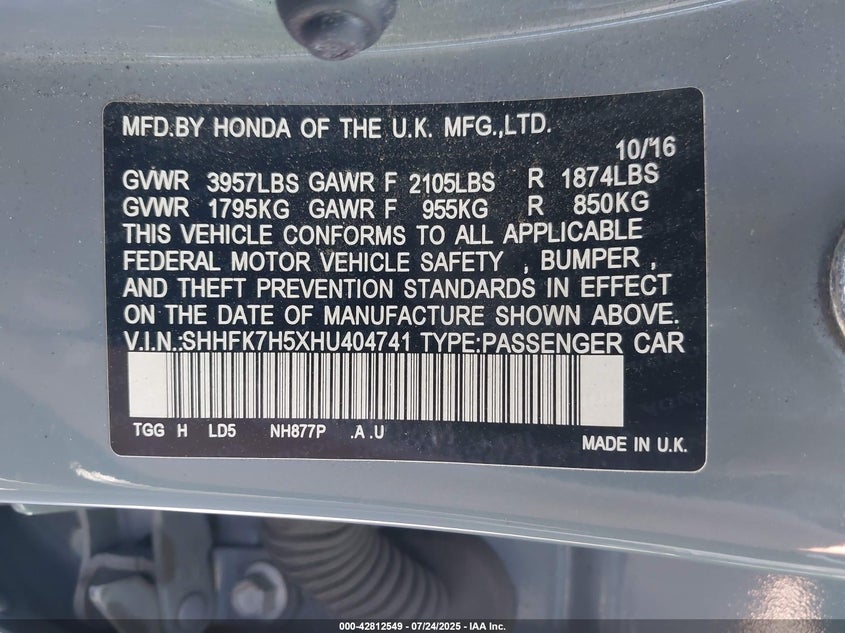 MFD.BY HONDA OF THE U.K. MFG.,LTD.
10/16
GVWR 3957LBS GAWR F 2105LBS R 1874LBS
GVWR 1795KG GAWR F 955KG R 850KG
THIS VEHICLE CONFORMS TO ALL APPLICABLE
FEDERAL MOTOR VEHICLE SAFETY , BUMPER ,
AND THEFT PREVENTION STANDARDS IN EFFECT
ON THE DATE OF MANUFACTURE SHOWN ABOVE.
V.I.N.:SHHFK7H5XHU404741 TYPE:PASSENGER CAR
TGG H LD5 NH877P .A .U
MADE IN U.K.
000-42812549 - 07/24/2025 - IAA Inc.